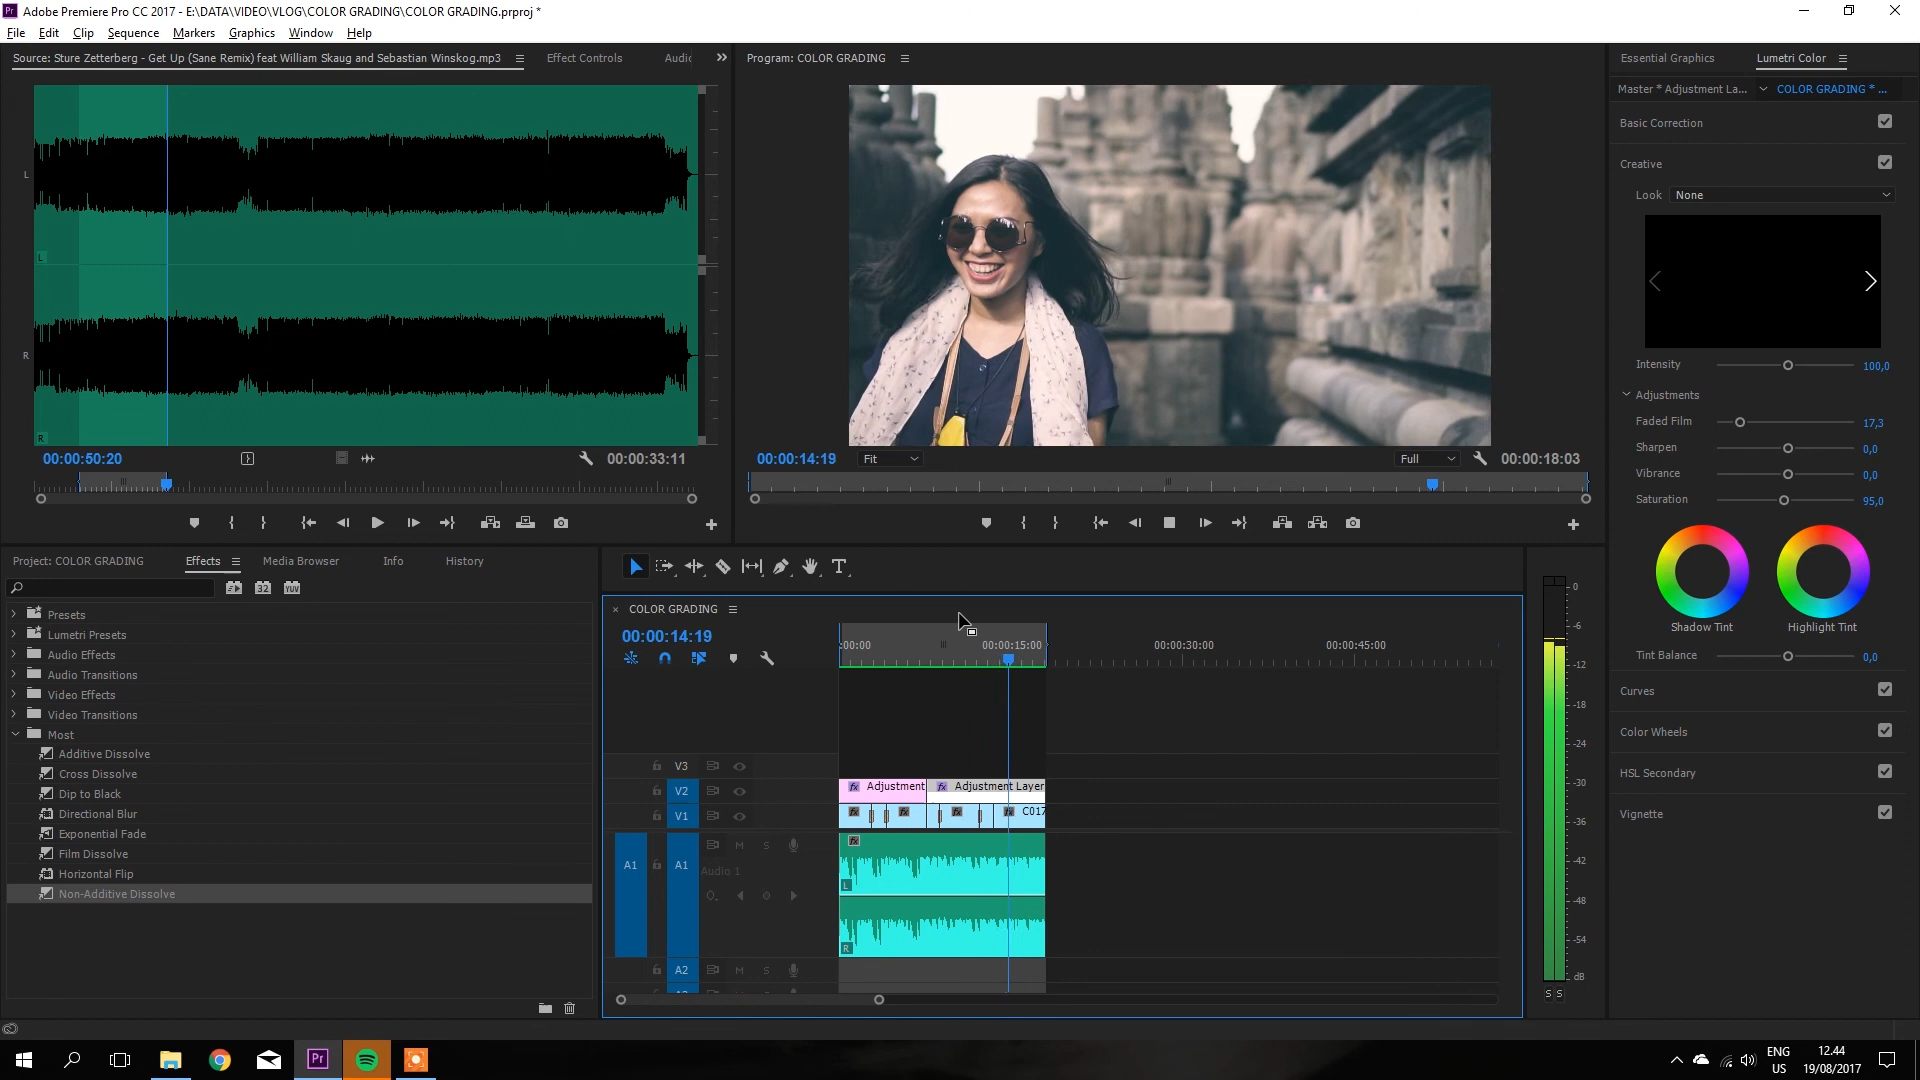 Adobe Premiere Pro CC 2017 - E:\DATA\VIDEO\VLOG\COLOR GRADING\COLOR GRADING.prproj *
File Edit Clip Sequence Markers Graphics Window Help
Source: Sture Zetterberg - Get Up (Sane Remix) feat William Skaug and Sebastian Winskog.mp3
Effect Controls
Audi
L
L
R
R
00:00:50:20
00:00:33:11
Program: COLOR GRADING
00:00:14:19
Fit
Full
00:00:18:03
Essential Graphics
Lumetri Color
Master * Adjustment La...
COLOR GRADING * ...
Basic Correction
Creative
Look None
Intensity 100,0
Adjustments
Faded Film 17,3
Sharpen 0,0
Vibrance 0,0
Saturation 95,0
Shadow Tint
Highlight Tint
Tint Balance 0,0
Curves
Color Wheels
HSL Secondary
Vignette
Project: COLOR GRADING
Effects
Media Browser
Info
History
32
YUV
Presets
Lumetri Presets
Audio Effects
Audio Transitions
Video Effects
Video Transitions
Most
Additive Dissolve
Cross Dissolve
Dip to Black
Directional Blur
Exponential Fade
Film Dissolve
Horizontal Flip
Non-Additive Dissolve
T
× COLOR GRADING
00:00:14:19
:00:00
00:00:15:00
00:00:30:00
00:00:45:00
V3
V2
fx Adjustment
fx Adjustment Layer
V1
fx
fx
fx
fx C017
A1
A1
M S
Audio 1
fx
L
R
A2
M S
0
-6
-12
-18
-24
-30
-36
-42
-48
-54
dB
S S
Pr
ENG
US
12.44
19/08/2017